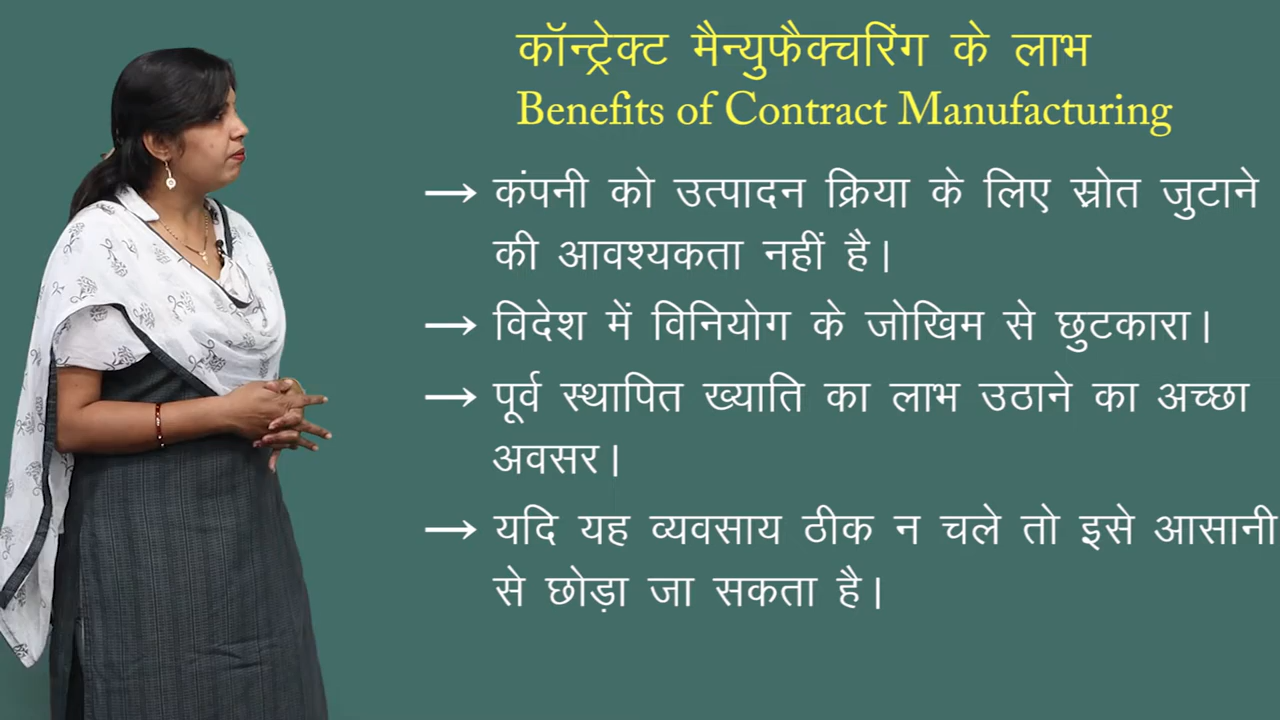 कॉन्ट्रेक्ट मैन्युफैक्चरिंग के लाभ
Benefits of Contract Manufacturing
→ कंपनी को उत्पादन क्रिया के लिए स्रोत जुटाने
की आवश्यकता नहीं है।
→ विदेश में विनियोग के जोखिम से छुटकारा।
→ पूर्व स्थापित ख्याति का लाभ उठाने का अच्छा
अवसर।
→ यदि यह व्यवसाय ठीक न चले तो इसे आसानी
से छोड़ा जा सकता है।